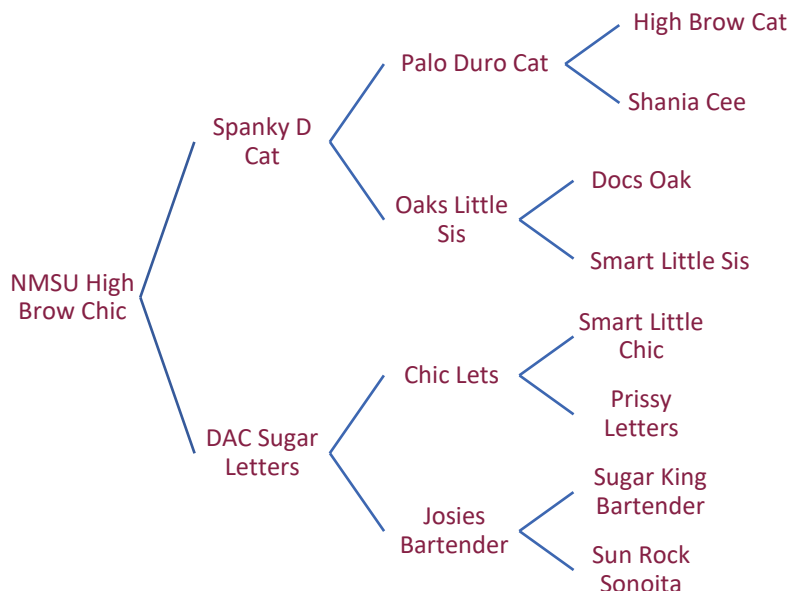 High Brow Cat
Palo Duro Cat
Shania Cee
Spanky D
Cat
Docs Oak
Oaks Little
Sis
Smart Little Sis
NMSU High
Brow Chic
Smart Little
Chic
Chic Lets
Prissy
Letters
DAC Sugar
Letters
Sugar King
Bartender
Josies
Bartender
Sun Rock
Sonoita